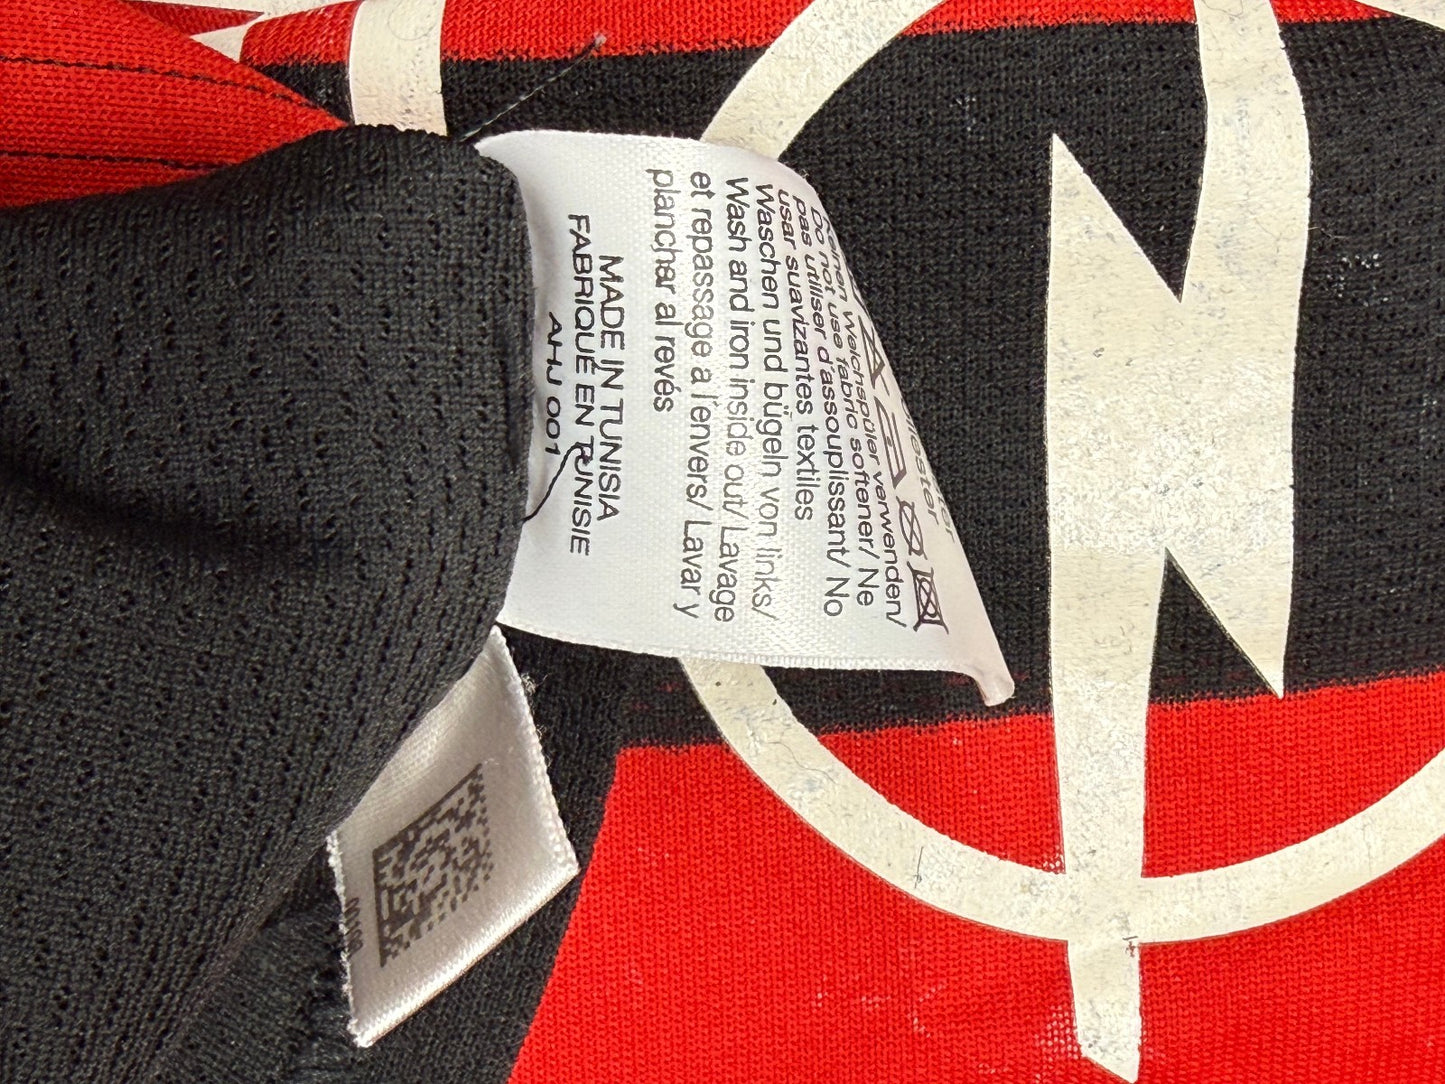 Polyester
Keinen Weichspüler verwenden/
Do not use fabric softener/ Ne
pas utiliser d'assouplissant/ No
usar suavizantes textiles
Waschen und bügeln von links/
Wash and iron inside out/ Lavage
et repassage a l'envers/ Lavar y
planchar al revés
MADE IN TUNISIA
FABRIQUÉ EN TUNISIE
AHJ 001